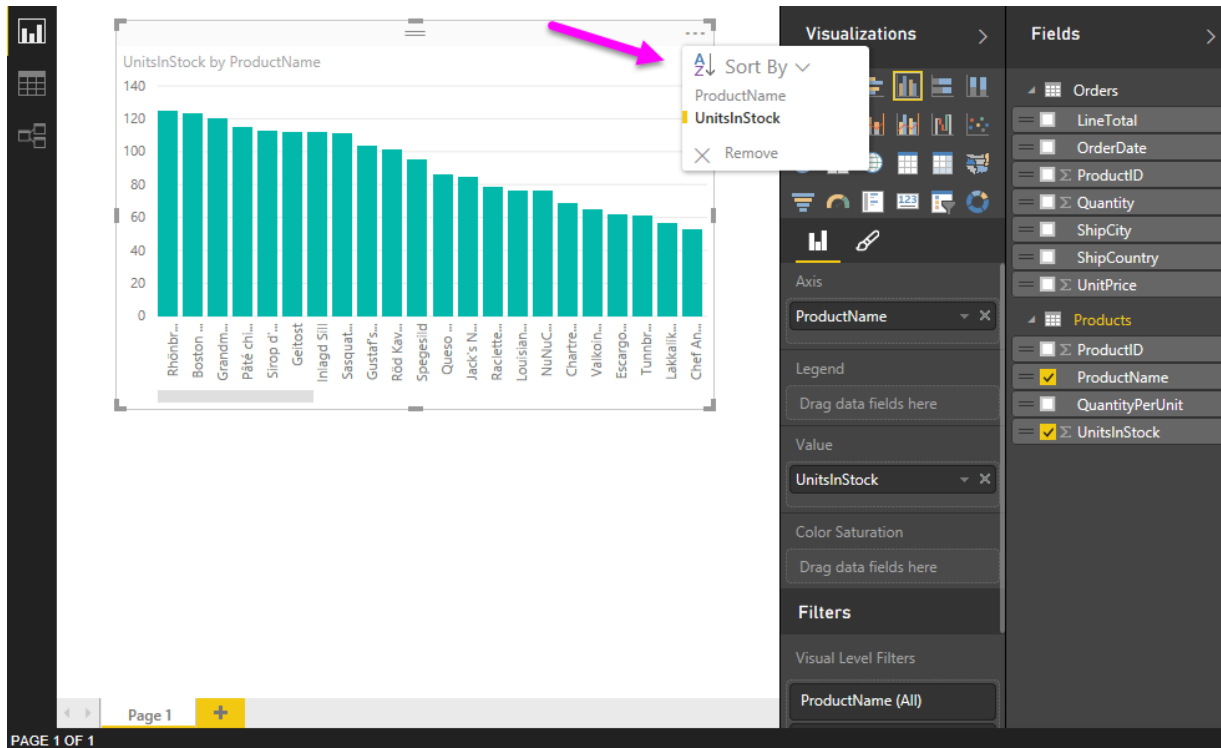 UnitsInStock by ProductName
140
120
100
80
60
40
20
0
Rhönbr...
Boston ...
Grandm...
Pâté chi...
Sirop d'...
Geitost
Inlagd Sill
Sasquat...
Gustaf's...
Röd Kav...
Spegesild
Queso ...
Jack's N...
Raclette...
Louisian...
NuNuC...
Chartre...
Valkoin...
Escargo...
Tunnbr...
Lakkalik...
Chef An...
AZ Sort By
ProductName
UnitsInStock
Remove
Visualizations
123
Axis
ProductName
Legend
Drag data fields here
Value
UnitsInStock
Color Saturation
Drag data fields here
Filters
Visual Level Filters
ProductName (All)
Fields
Orders
LineTotal
OrderDate
Σ ProductID
Σ Quantity
ShipCity
ShipCountry
Σ UnitPrice
Products
Σ ProductID
ProductName
QuantityPerUnit
Σ UnitsInStock
Page 1
PAGE 1 OF 1